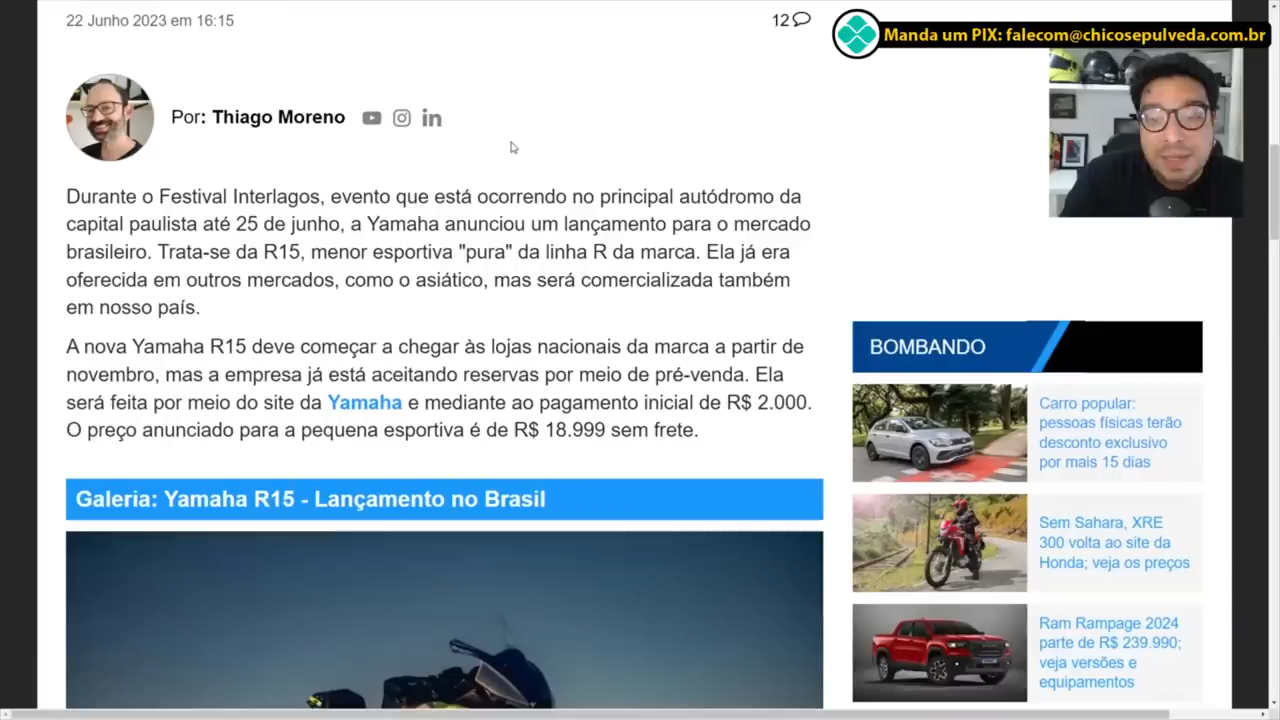 22 Junho 2023 em 16:15
12
Manda um PIX: falecom@chicosepulveda.com.br
Por: Thiago Moreno
Durante o Festival Interlagos, evento que está ocorrendo no principal autódromo da
capital paulista até 25 de junho, a Yamaha anunciou um lançamento para o mercado
brasileiro. Trata-se da R15, menor esportiva "pura" da linha R da marca. Ela já era
oferecida em outros mercados, como o asiático, mas será comercializada também
em nosso país.
A nova Yamaha R15 deve começar a chegar às lojas nacionais da marca a partir de
novembro, mas a empresa já está aceitando reservas por meio de pré-venda. Ela
será feita por meio do site da Yamaha e mediante ao pagamento inicial de R$ 2.000.
O preço anunciado para a pequena esportiva é de R$ 18.999 sem frete.
Galeria: Yamaha R15 - Lançamento no Brasil
BOMBANDO
Carro popular:
pessoas físicas terão
desconto exclusivo
por mais 15 dias
Sem Sahara, XRE
300 volta ao site da
Honda; veja os preços
Ram Rampage 2024
parte de R$ 239.990;
veja versões e
equipamentos